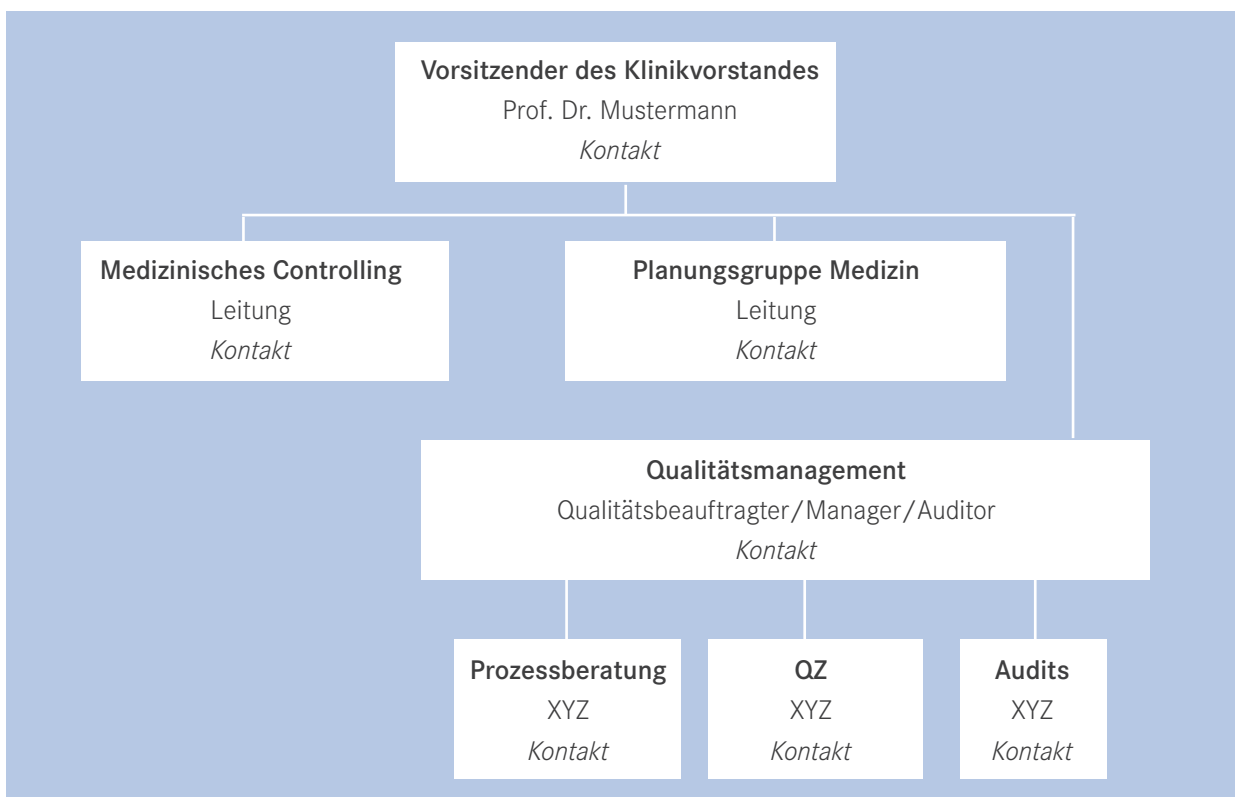 Vorsitzender des Klinikvorstandes
Prof. Dr. Mustermann
Kontakt
Medizinisches Controlling
Leitung
Kontakt
Planungsgruppe Medizin
Leitung
Kontakt
Qualitätsmanagement
Qualitätsbeauftragter/Manager/Auditor
Kontakt
Prozessberatung
XYZ
Kontakt
QZ
XYZ
Kontakt
Audits
XYZ
Kontakt